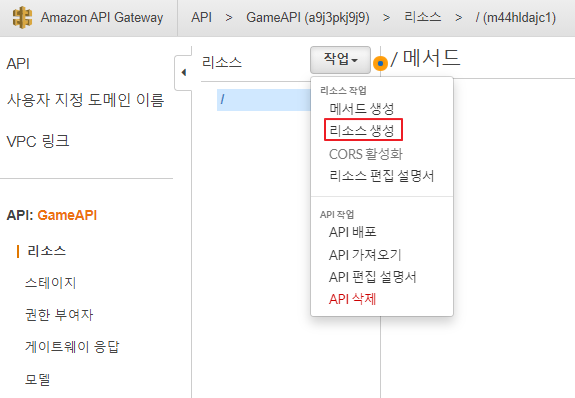 Amazon API Gateway
API > GameAPI (a9j3pkj9j9) > 리소스 > / (m44hldajc1)
API
사용자 지정 도메인 이름
VPC 링크
API: GameAPI
리소스
스테이지
권한 부여자
게이트웨이 응답
모델
리소스
작업
/ 메서드
/
리소스 작업
메서드 생성
리소스 생성
CORS 활성화
리소스 편집 설명서
API 작업
API 배포
API 가져오기
API 편집 설명서
API 삭제